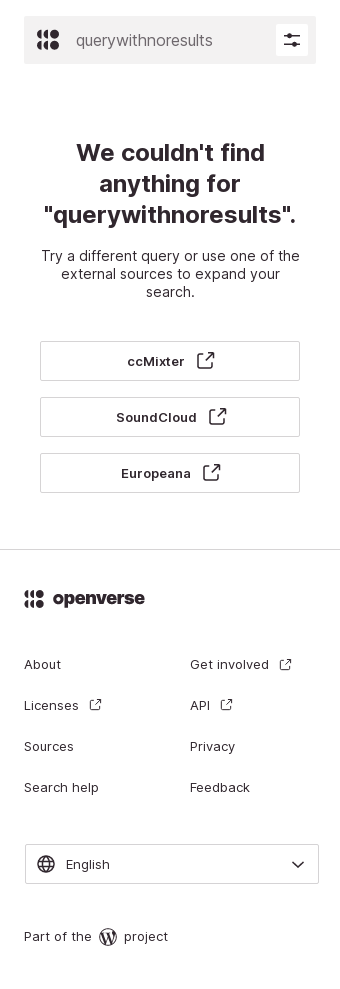 querywithnoresults
We couldn't find
anything for
"querywithnoresults".
Try a different query or use one of the
external sources to expand your
search.
ccMixter
SoundCloud
Europeana
openverse
About
Get involved
Licenses
API
Sources
Privacy
Search help
Feedback
English
Part of the project